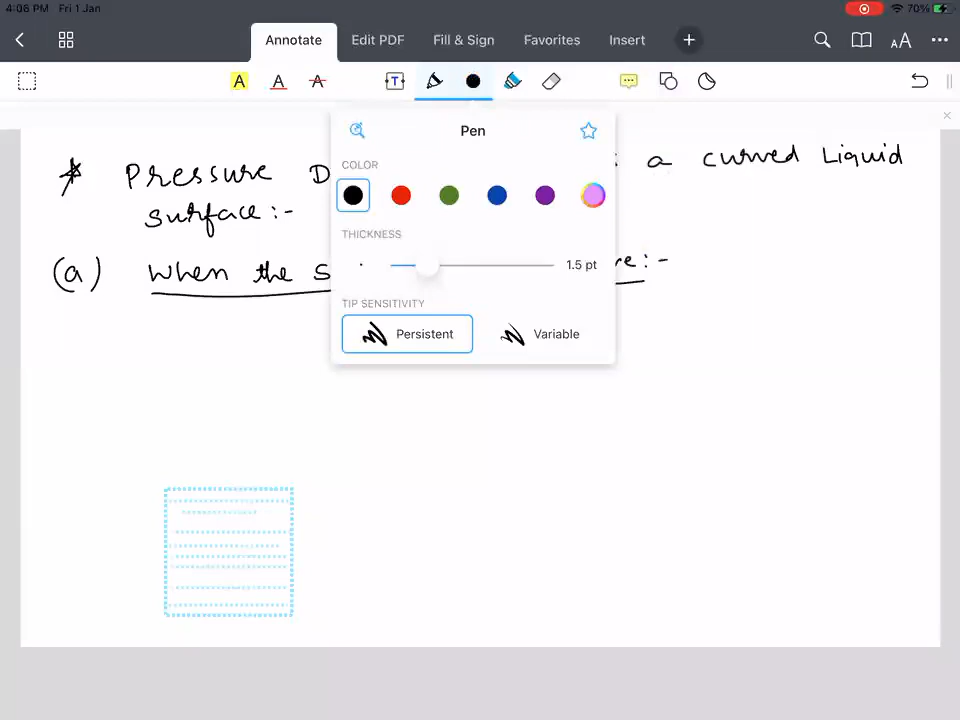 4:06 PM Fri 1 Jan
70%
Annotate Edit PDF Fill & Sign Favorites Insert +
AA
A A A T
Pen
COLOR
THICKNESS
1.5 pt
TIP SENSITIVITY
Persistent Variable
* Pressure D a curved Liquid
surface:-
(a) When the s re:-